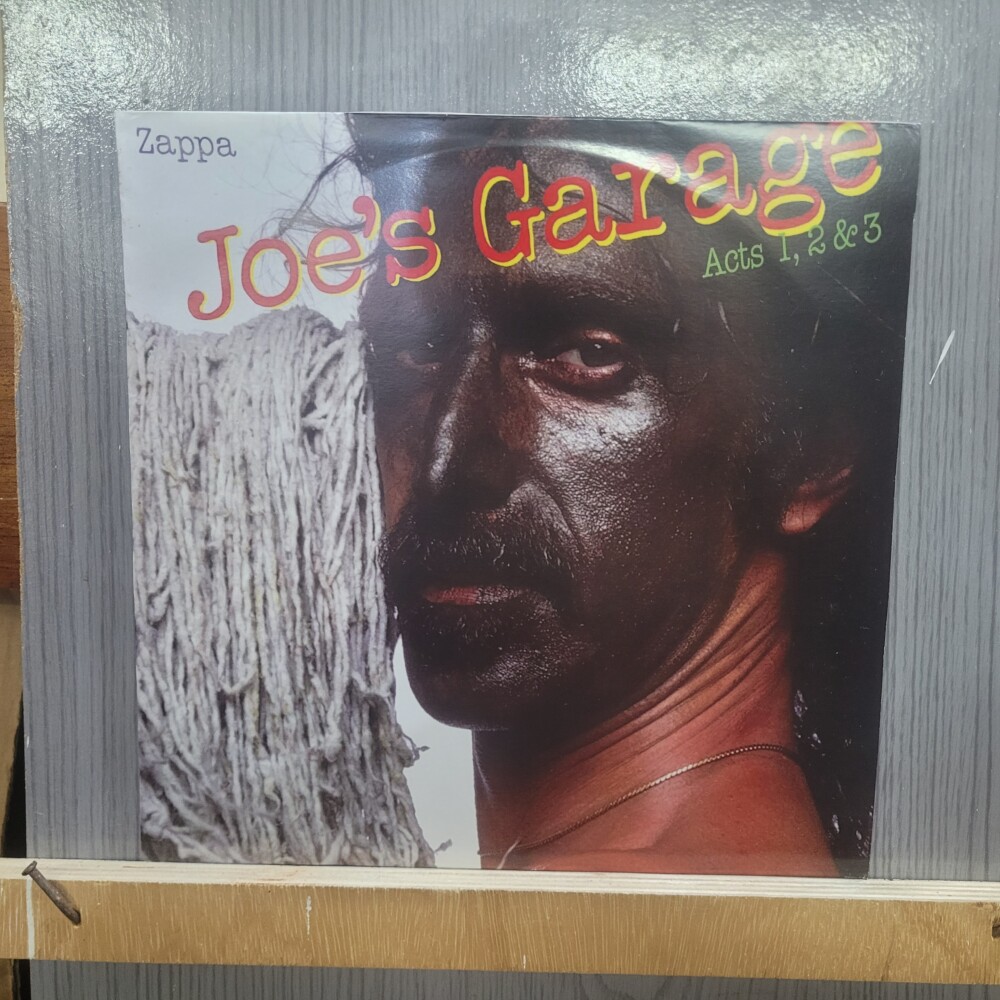 Zappa
Joe's Garage
Acts 1, 2 & 3